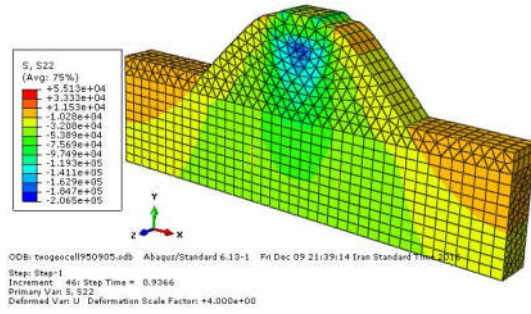 S, S22
(Avg: 75%)
+5.513e+04
+3.333e+04
+1.153e+04
-1.028e+04
-3.208e+04
-5.389e+04
-7.569e+04
-9.749e+04
-1.193e+05
-1.411e+05
-1.629e+05
-1.847e+05
-2.065e+05
Y
Z
X
ODB: twogeocell950905.odb Abaqus/Standard 6.13-1 Fri Dec 09 21:39:14 Iran Standard Time 2016
Step: Step-1
Increment 46: Step Time = 0.9366
Primary Var: S, S22
Deformed Var: U Deformation Scale Factor: +4.000e+00